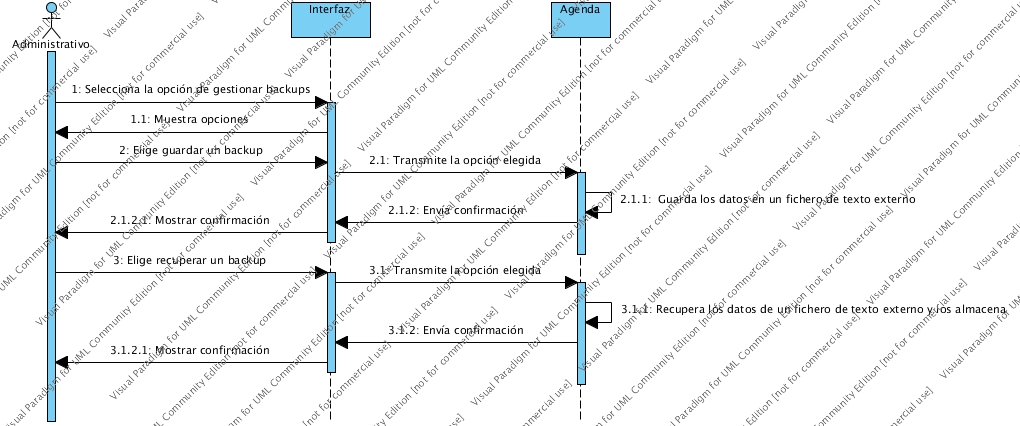 Interfaz
Agenda
Administrativo
1: Selecciona la opción de gestionar backups
1.1: Muestra opciones
2: Elige guardar un backup
2.1: Transmite la opción elegida
2.1.1: Guarda los datos en un fichero de texto externo
2.1.2: Envía confirmación
2.1.2.1: Mostrar confirmación
3: Elige recuperar un backup
3.1: Transmite la opción elegida
3.1.1: Recupera los datos de un fichero de texto externo y los almacena
3.1.2: Envía confirmación
3.1.2.1: Mostrar confirmación
Visual Paradigm for UML Community Edition [not for commercial use]